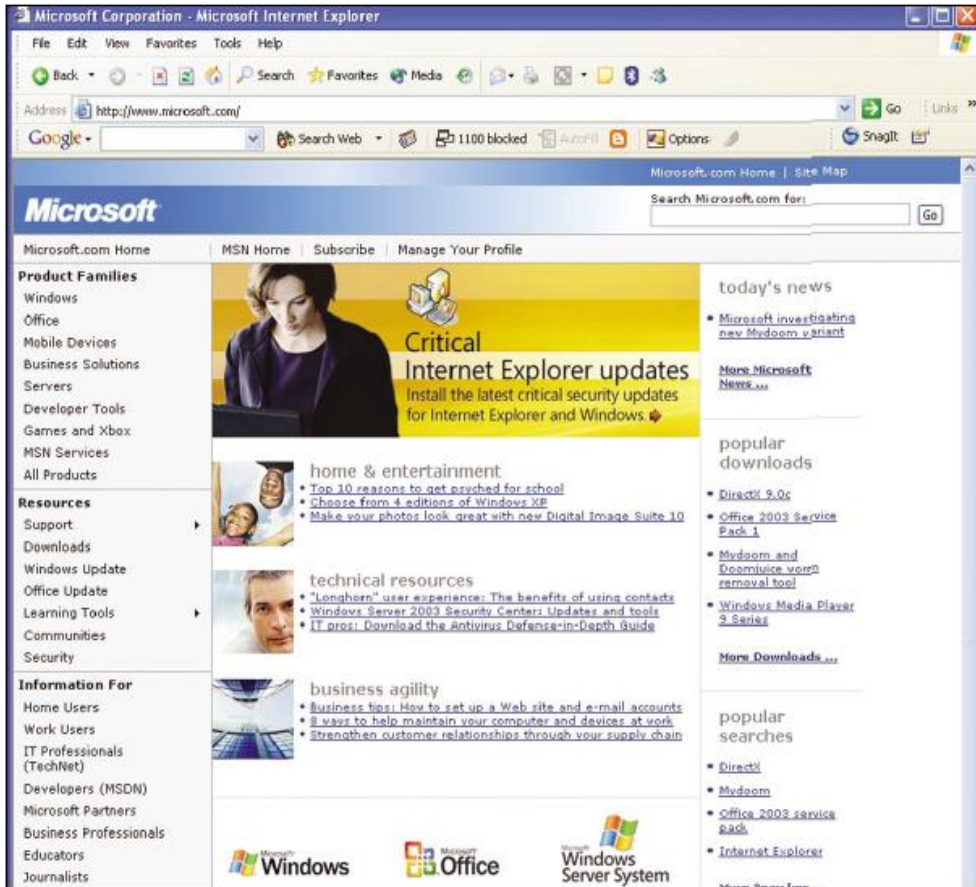 Microsoft Corporation - Microsoft Internet Explorer
File Edit View Favorites Tools Help
Back Search Favorites Media
Address http://www.microsoft.com/ Go Links »
Google Search Web 1100 blocked AutoFill Options SnagIt
Microsoft.com Home | Site Map
Microsoft
Search Microsoft.com for:
Go
Microsoft.com Home | MSN Home | Subscribe | Manage Your Profile
Product Families
Windows
Office
Mobile Devices
Business Solutions
Servers
Developer Tools
Games and Xbox
MSN Services
All Products
Resources
Support
Downloads
Windows Update
Office Update
Learning Tools
Communities
Security
Information For
Home Users
Work Users
IT Professionals
(TechNet)
Developers (MSDN)
Microsoft Partners
Business Professionals
Educators
Journalists
Critical
Internet Explorer updates
Install the latest critical security updates
for Internet Explorer and Windows.
home & entertainment
Top 10 reasons to get psyched for school
Choose from 4 editions of Windows XP
Make your photos look great with new Digital Image Suite 10
technical resources
"Longhorn" user experience: The benefits of using contacts
Windows Server 2003 Security Center: Updates and tools
IT pros: Download the Antivirus Defense-in-Depth Guide
business agility
Business tips: How to set up a Web site and e-mail accounts
8 ways to help maintain your computer and devices at work
Strengthen customer relationships through your supply chain
Microsoft
Windows
Microsoft
Office
Microsoft
Windows
Server System
today's news
Microsoft investigating
new Mydoom variant
More Microsoft
News ...
popular
downloads
DirectX 9.0c
Office 2003 Service
Pack 1
Mydoom and
Doomjuice worm
removal tool
Windows Media Player
9 Series
More Downloads ...
popular
searches
DirectX
Mydoom
Office 2003 service
pack
Internet Explorer